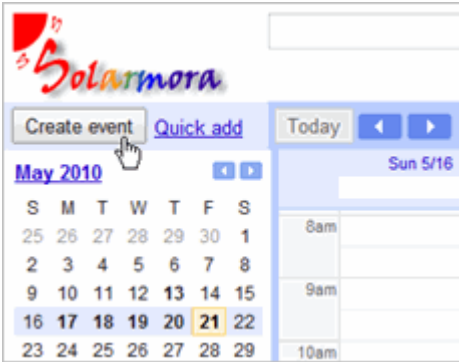 S n
s
Solarmora
Create event Quick add Today
May 2010 Sun 5/16
S M T W T F S
25 26 27 28 29 30 1
8am
2 3 4 5 6 7 8
9 10 11 12 13 14 15
9am
16 17 18 19 20 21 22
23 24 25 26 27 28 29
10am